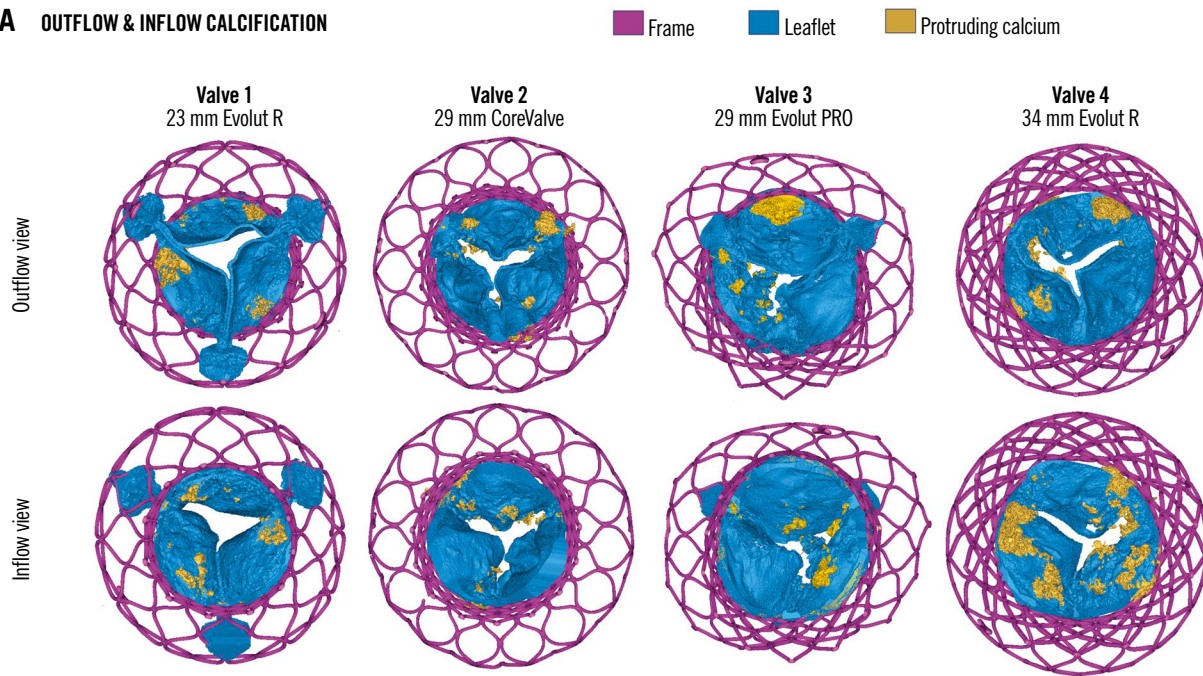 A OUTFLOW & INFLOW CALCIFICATION
Frame
Leaflet
Protruding calcium
Valve 1
23 mm Evolut R
Valve 2
29 mm CoreValve
Valve 3
29 mm Evolut PRO
Valve 4
34 mm Evolut R
Outflow view
Inflow view